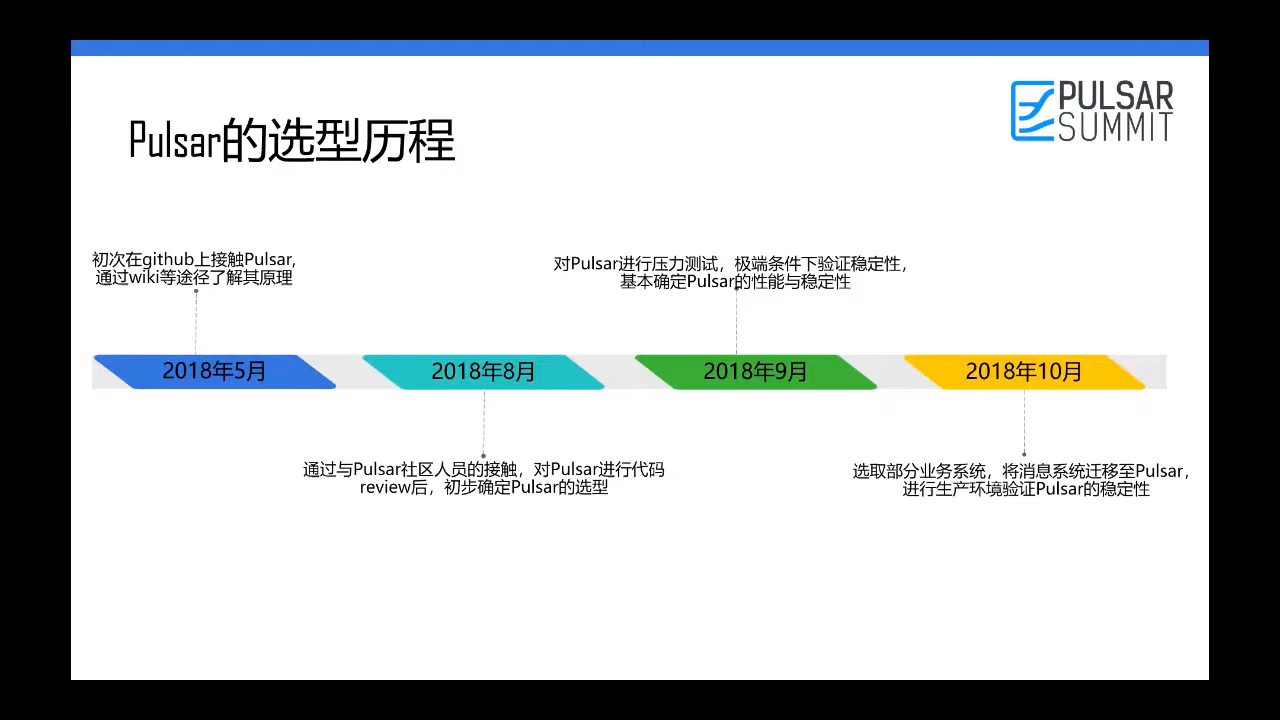 PULSAR
SUMMIT
Pulsar的选型历程
初次在github上接触Pulsar,
通过wiki等途径了解其原理
对Pulsar进行压力测试，极端条件下验证稳定性，
基本确定Pulsar的性能与稳定性
2018年5月
2018年8月
2018年9月
2018年10月
通过与Pulsar社区人员的接触，对Pulsar进行代码
review后，初步确定Pulsar的选型
选取部分业务系统，将消息系统迁移至Pulsar，
进行生产环境验证Pulsar的稳定性